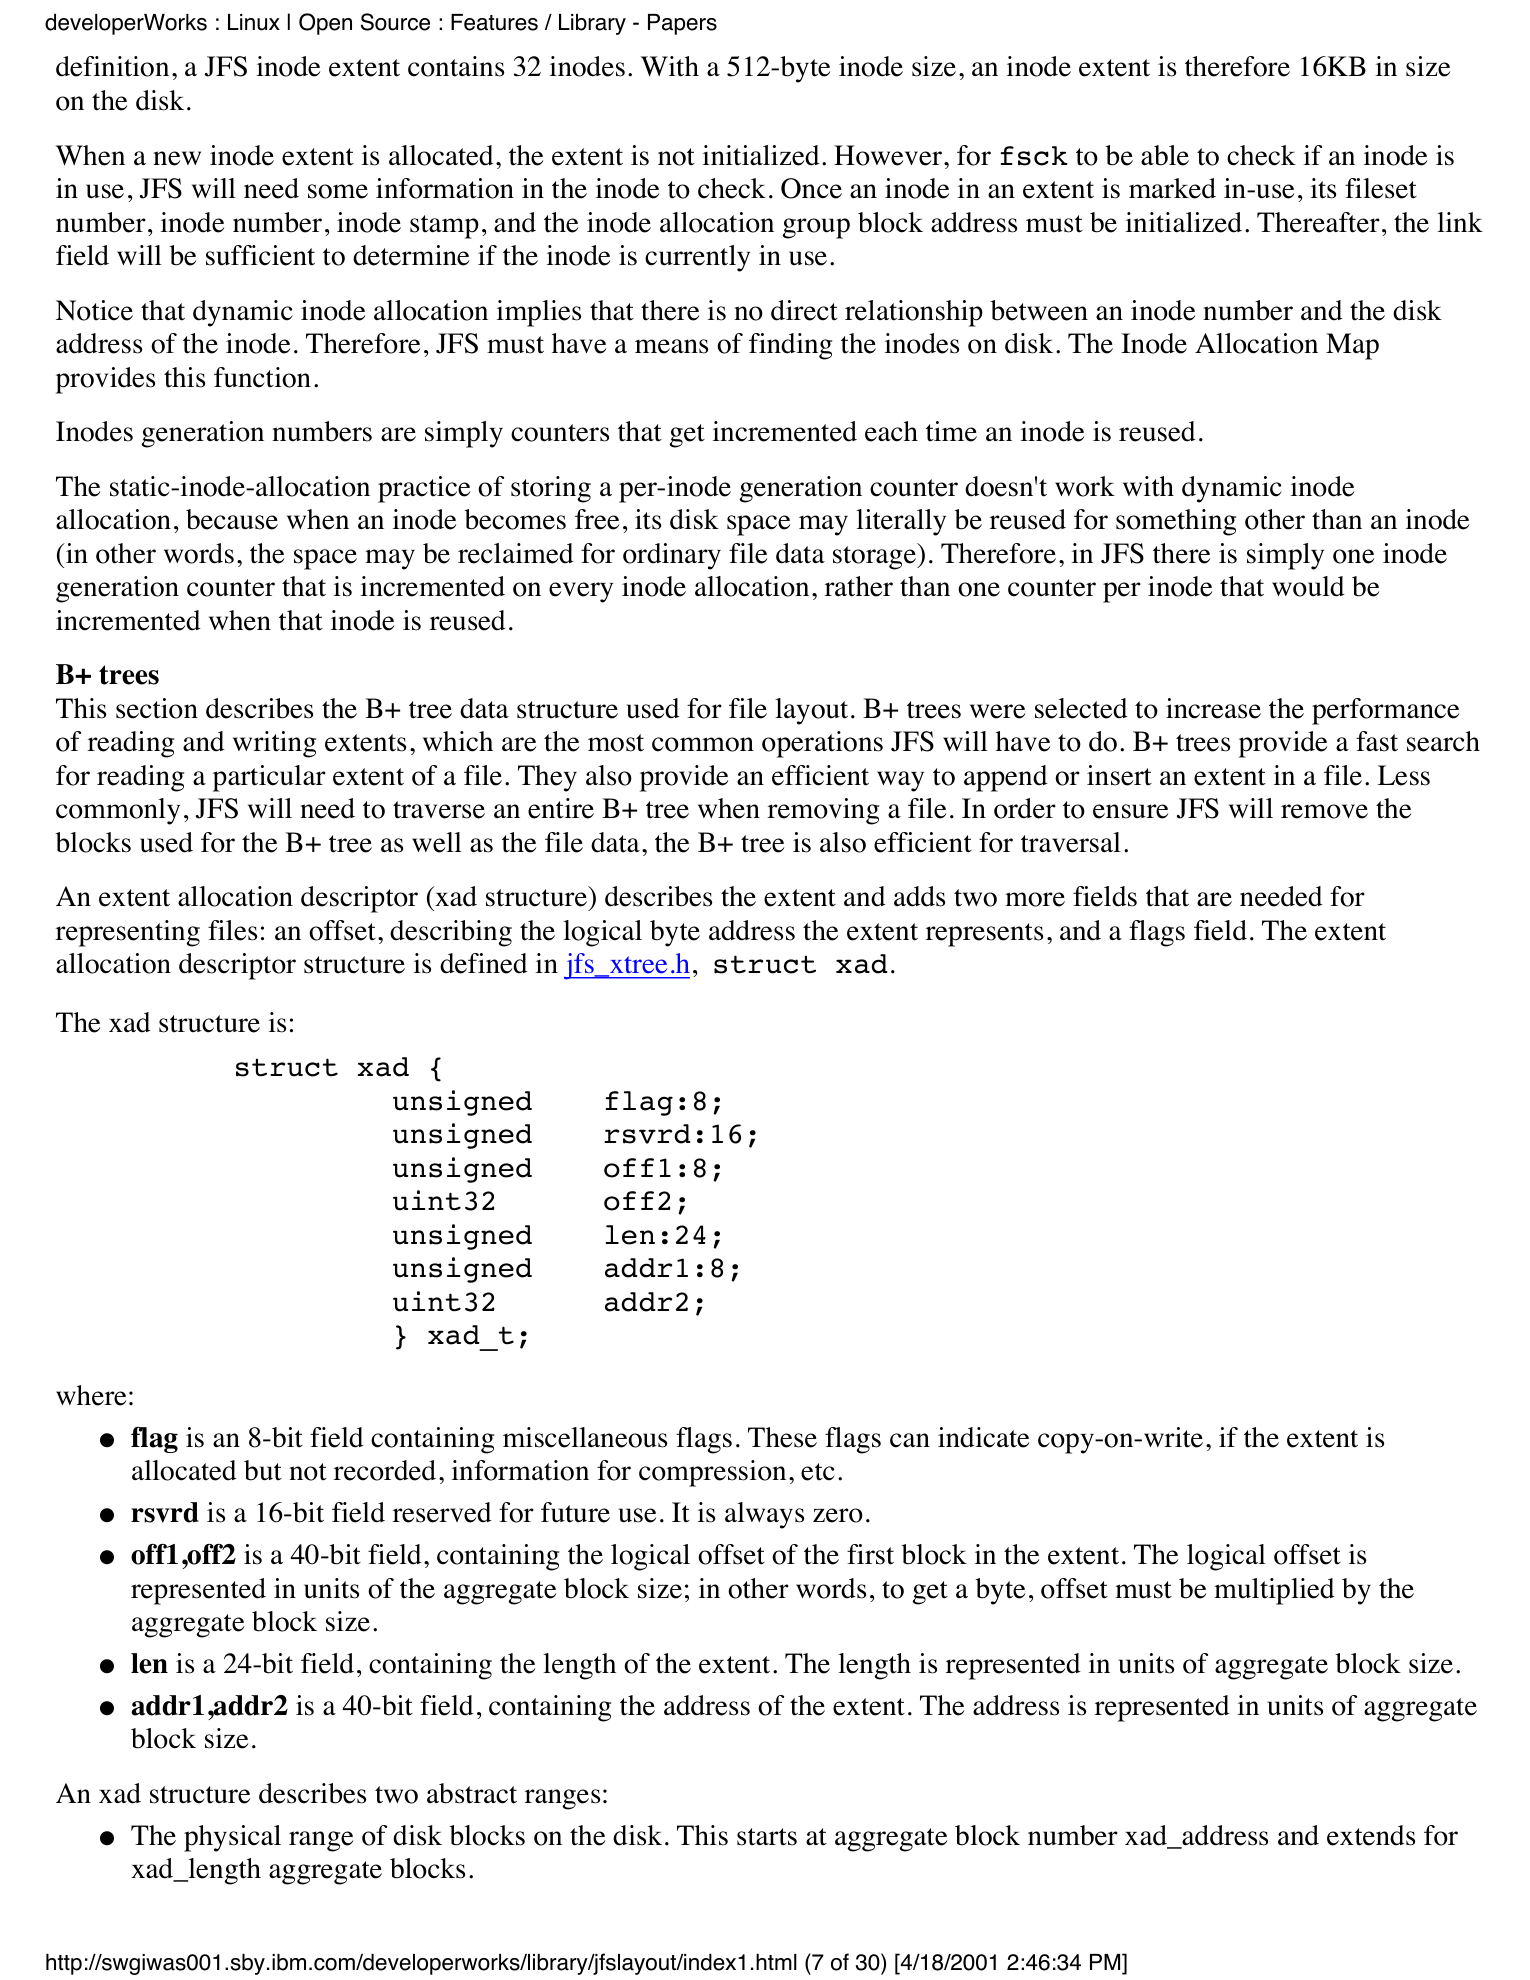 developerWorks : Linux | Open Source : Features / Library - Papers
definition, a JFS inode extent contains 32 inodes. With a 512-byte inode size, an inode extent is therefore 16KB in size
on the disk.
When a new inode extent is allocated, the extent is not initialized. However, for fsck to be able to check if an inode is
in use, JFS will need some information in the inode to check. Once an inode in an extent is marked in-use, its fileset
number, inode number, inode stamp, and the inode allocation group block address must be initialized. Thereafter, the link
field will be sufficient to determine if the inode is currently in use.
Notice that dynamic inode allocation implies that there is no direct relationship between an inode number and the disk
address of the inode. Therefore, JFS must have a means of finding the inodes on disk. The Inode Allocation Map
provides this function.
Inodes generation numbers are simply counters that get incremented each time an inode is reused.
The static-inode-allocation practice of storing a per-inode generation counter doesn't work with dynamic inode
allocation, because when an inode becomes free, its disk space may literally be reused for something other than an inode
(in other words, the space may be reclaimed for ordinary file data storage). Therefore, in JFS there is simply one inode
generation counter that is incremented on every inode allocation, rather than one counter per inode that would be
incremented when that inode is reused.
B+ trees
This section describes the B+ tree data structure used for file layout. B+ trees were selected to increase the performance
of reading and writing extents, which are the most common operations JFS will have to do. B+ trees provide a fast search
for reading a particular extent of a file. They also provide an efficient way to append or insert an extent in a file. Less
commonly, JFS will need to traverse an entire B+ tree when removing a file. In order to ensure JFS will remove the
blocks used for the B+ tree as well as the file data, the B+ tree is also efficient for traversal.
An extent allocation descriptor (xad structure) describes the extent and adds two more fields that are needed for
representing files: an offset, describing the logical byte address the extent represents, and a flags field. The extent
allocation descriptor structure is defined in jfs_xtree.h, struct xad.
The xad structure is:
struct xad {
unsigned flag:8;
unsigned rsvrd:16;
unsigned off1:8;
uint32 off2;
unsigned len:24;
unsigned addr1:8;
uint32 addr2;
} xad_t;
where:
● flag is an 8-bit field containing miscellaneous flags. These flags can indicate copy-on-write, if the extent is
allocated but not recorded, information for compression, etc.
● rsvrd is a 16-bit field reserved for future use. It is always zero.
● off1,off2 is a 40-bit field, containing the logical offset of the first block in the extent. The logical offset is
represented in units of the aggregate block size; in other words, to get a byte, offset must be multiplied by the
aggregate block size.
● len is a 24-bit field, containing the length of the extent. The length is represented in units of aggregate block size.
● addr1,addr2 is a 40-bit field, containing the address of the extent. The address is represented in units of aggregate
block size.
An xad structure describes two abstract ranges:
● The physical range of disk blocks on the disk. This starts at aggregate block number xad_address and extends for
xad_length aggregate blocks.
http://swgiwas001.sby.ibm.com/developerworks/library/jfslayout/index1.html (7 of 30) [4/18/2001 2:46:34 PM]